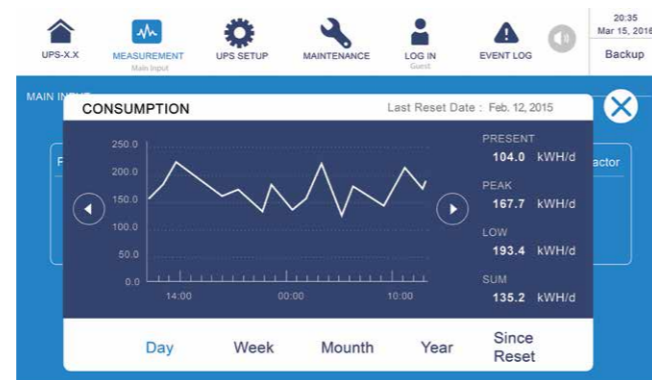 20:35
Mar 15, 2016
UPS-X.X
MEASUREMENT
UPS SETUP
MAINTENANCE
LOG IN
EVENT LOG
Backup
Main Input
Guest
MAIN
CONSUMPTION
Last Reset Date : Feb. 12, 2015
250.0
200.0
150.0
100.0
50.0
0.0
14:00
00:00
10:00
PRESENT
104.0 kWH/d
PEAK
167.7 kWH/d
LOW
193.4 kWH/d
SUM
135.2 kWH/d
Day
Week
Mounth
Year
Since
Reset